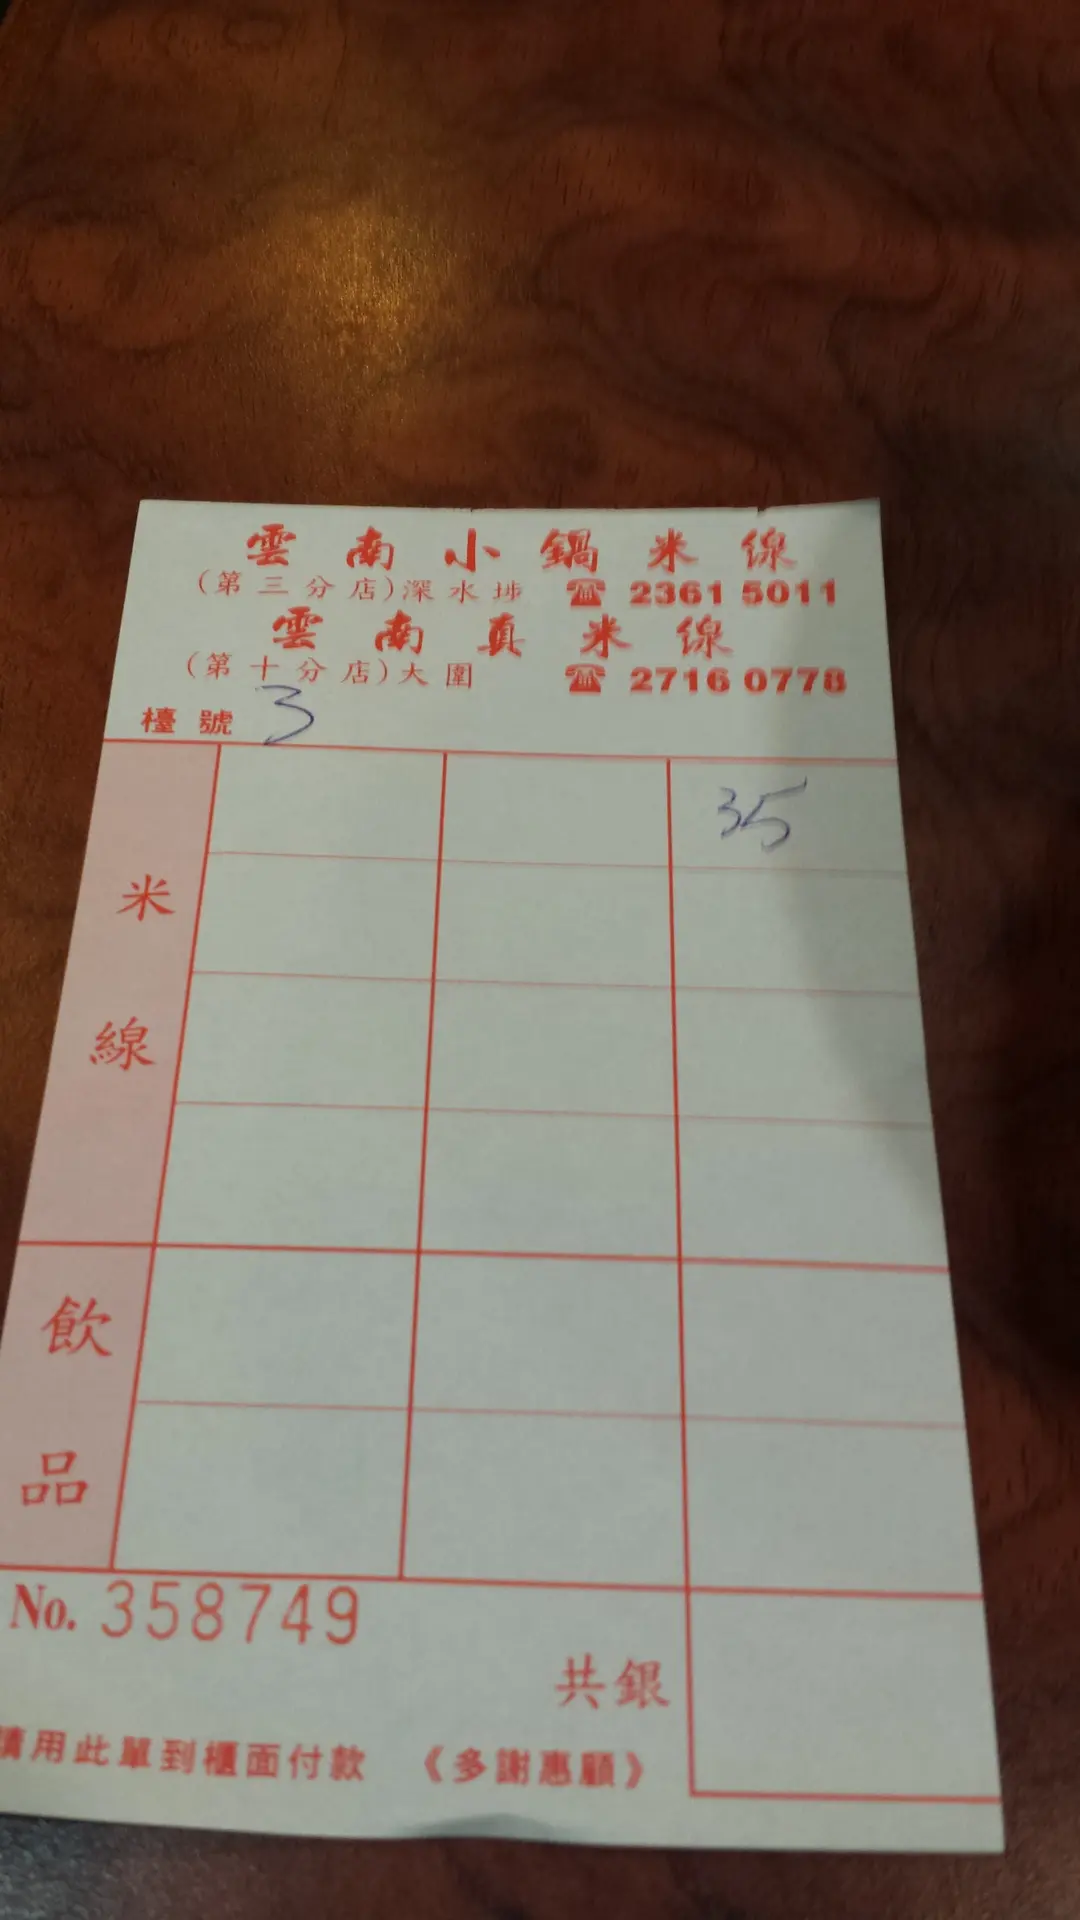 雲南小鍋米線
(第三分店)深水埗 ☎ 2361 5011
雲南真米線
(第十分店)大圍 ☎ 2716 0778
檯號 3
35
米線
飲品
No. 358749
共銀
請用此單到櫃面付款 《多謝惠顧》